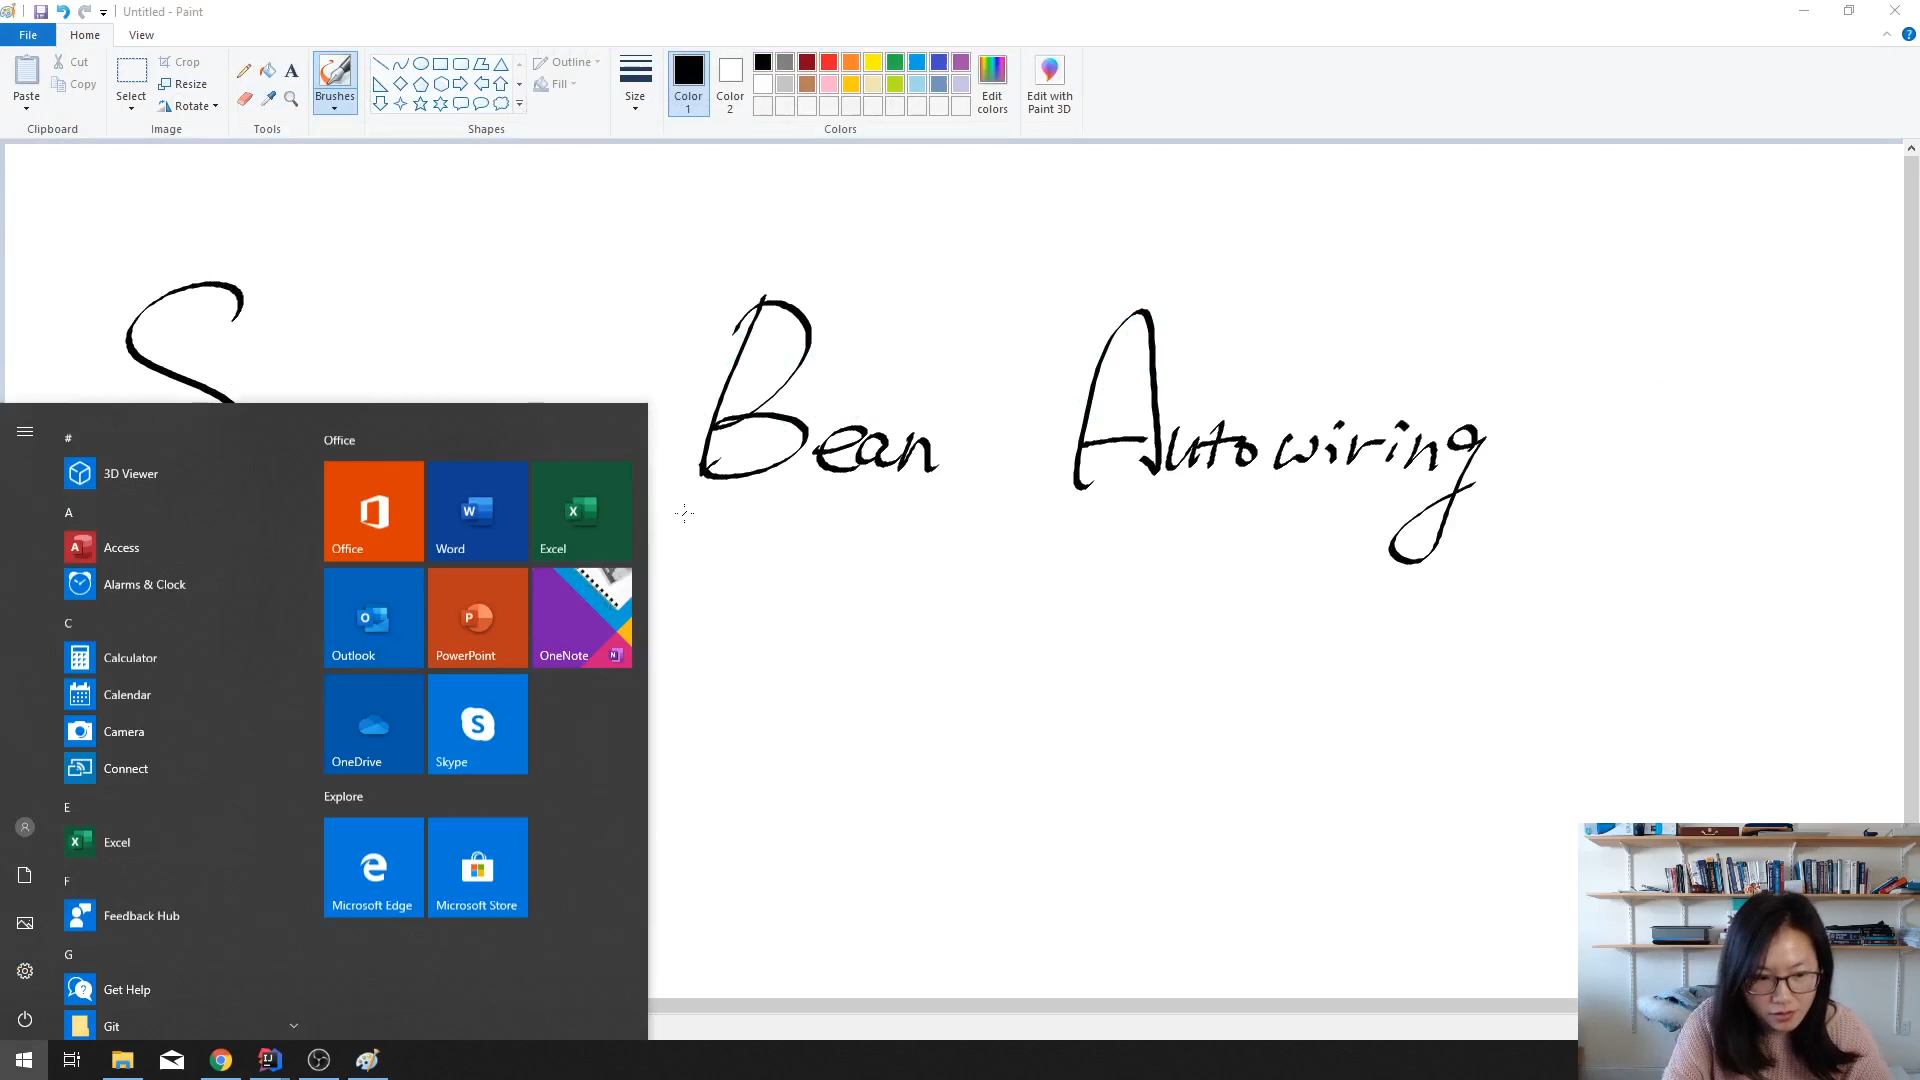 Untitled - Paint
File Home View
Paste
Cut
Copy
Clipboard
Select
Crop
Resize
Rotate
Image
A
Tools
Brushes
Outline
Fill
Shapes
Size
Color 1
Color 2
Edit colors
Colors
Edit with Paint 3D
S Bean Autowiring
#
3D Viewer
A
Access
Alarms & Clock
C
Calculator
Calendar
Camera
Connect
E
Excel
F
Feedback Hub
G
Get Help
Git
Office
Office
Word
Excel
Outlook
PowerPoint
OneNote
OneDrive
Skype
Explore
Microsoft Edge
Microsoft Store